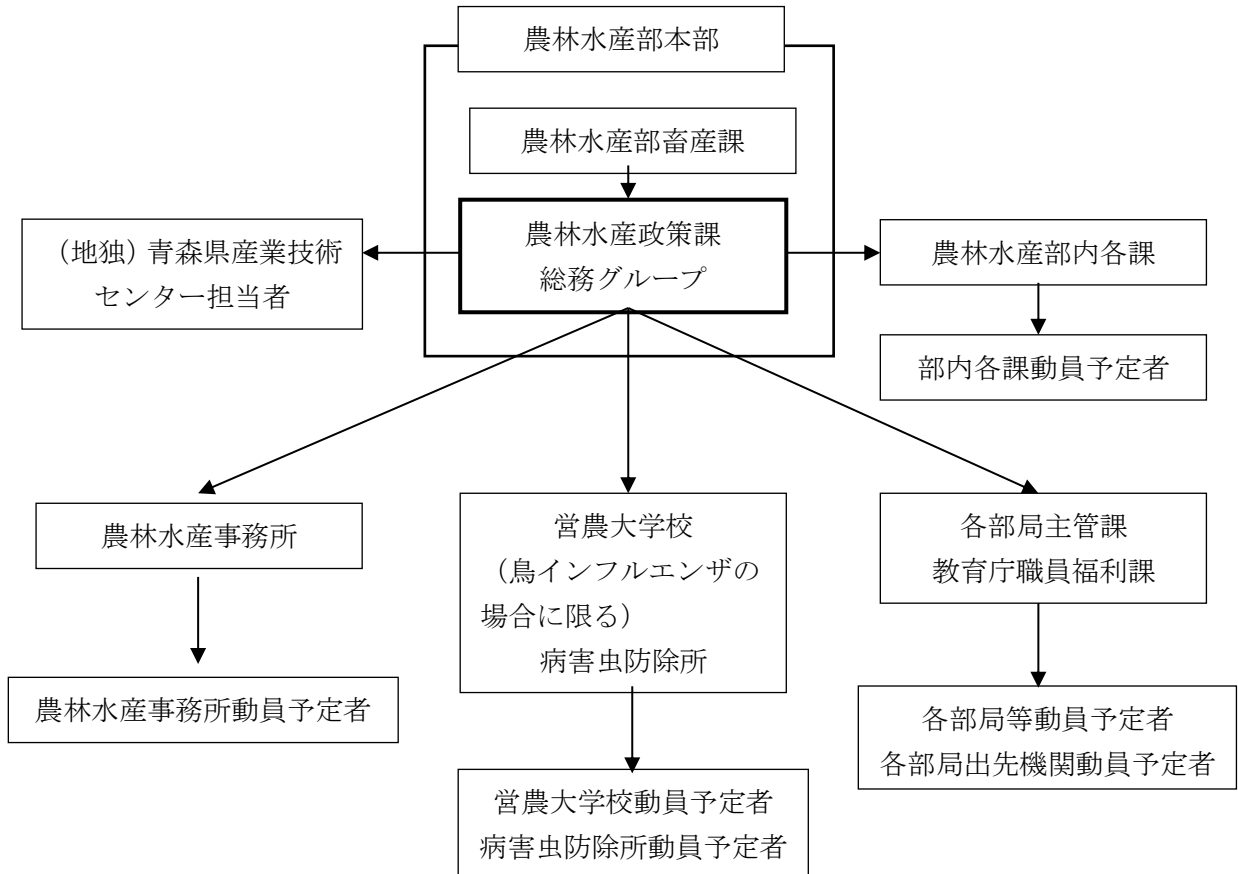 農林水産部本部
農林水産部畜産課
農林水産政策課
総務グループ
（地独）青森県産業技術
センター担当者
農林水産部内各課
部内各課動員予定者
農林水産事務所
農林水産事務所動員予定者
営農大学校
（鳥インフルエンザの
場合に限る）
病害虫防除所
営農大学校動員予定者
病害虫防除所動員予定者
各部局主管課
教育庁職員福利課
各部局等動員予定者
各部局出先機関動員予定者